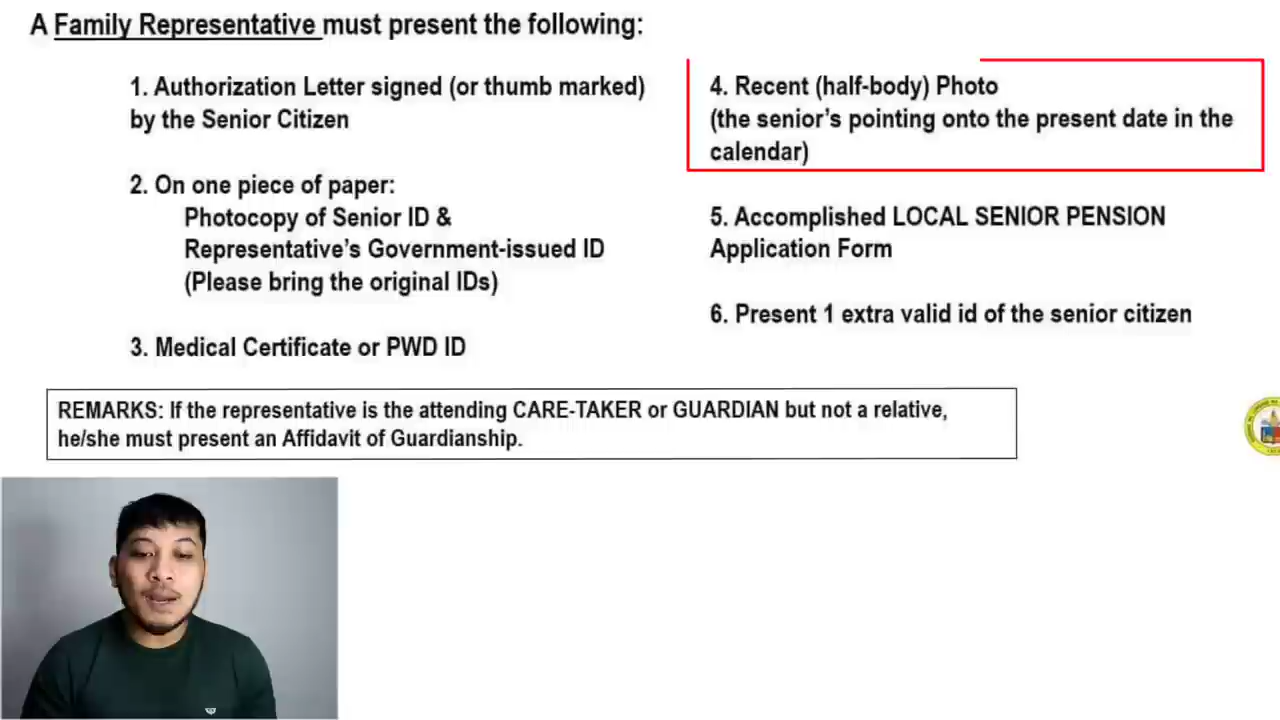 A Family Representative must present the following:
1. Authorization Letter signed (or thumb marked)
by the Senior Citizen
2. On one piece of paper:
Photocopy of Senior ID &
Representative's Government-issued ID
(Please bring the original IDs)
3. Medical Certificate or PWD ID
4. Recent (half-body) Photo
(the senior's pointing onto the present date in the
calendar)
5. Accomplished LOCAL SENIOR PENSION
Application Form
6. Present 1 extra valid id of the senior citizen
REMARKS: If the representative is the attending CARE-TAKER or GUARDIAN but not a relative,
he/she must present an Affidavit of Guardianship.